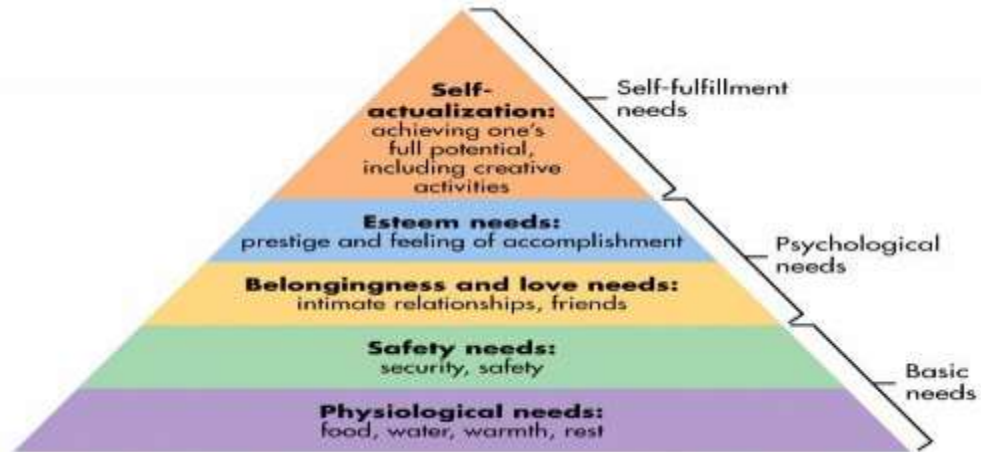 Self-
actualization:
achieving one's
full potential,
including creative
activities
Self-fulfillment
needs
Esteem needs:
prestige and feeling of accomplishment
Psychological
needs
Belongingness and love needs:
intimate relationships, friends
Safety needs:
security, safety
Basic
needs
Physiological needs:
food, water, warmth, rest